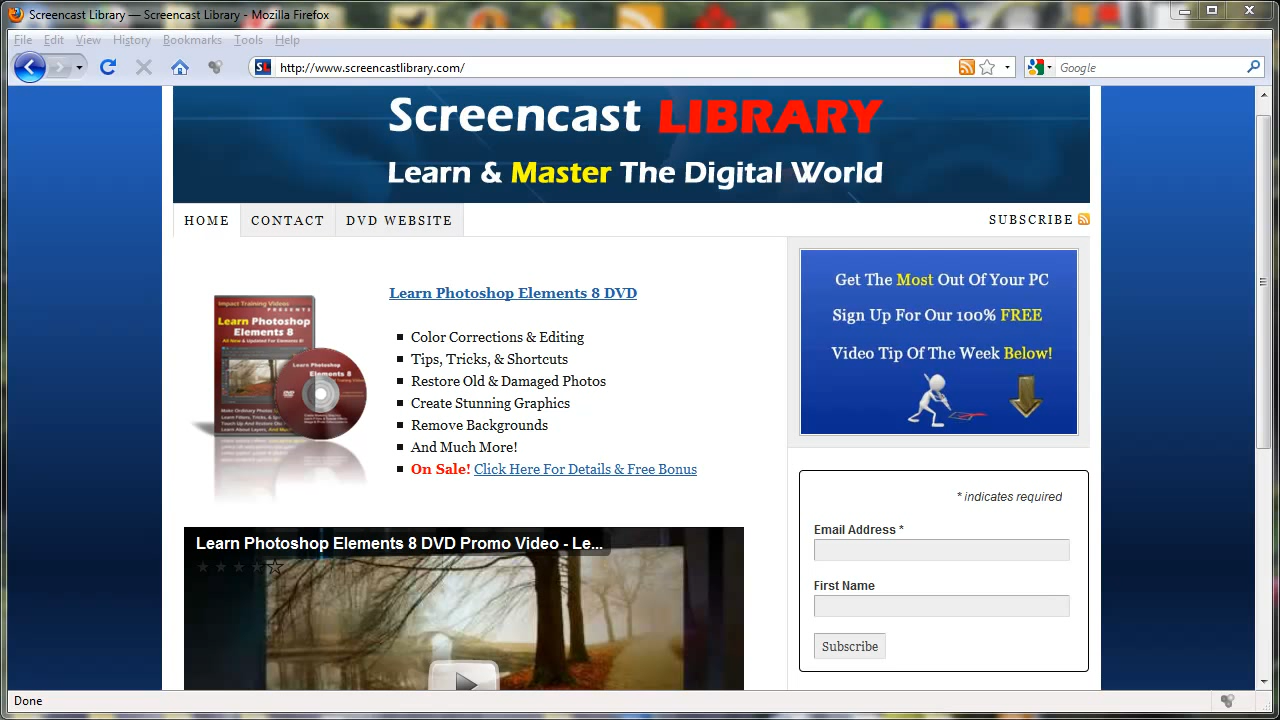 Screencast Library — Screencast Library - Mozilla Firefox
File Edit View History Bookmarks Tools Help
http://www.screencastlibrary.com/
Google
Screencast LIBRARY
Learn & Master The Digital World
HOME CONTACT DVD WEBSITE
SUBSCRIBE
Impact Training Videos
PRESENTS
Learn Photoshop
Elements 8
All New & Updated For Elements 8!
Learn Photoshop
Elements 8
Learn Photoshop Elements 8 DVD
Color Corrections & Editing
Tips, Tricks, & Shortcuts
Restore Old & Damaged Photos
Create Stunning Graphics
Remove Backgrounds
And Much More!
On Sale! Click Here For Details & Free Bonus
Learn Photoshop Elements 8 DVD Promo Video - Le...
Get The Most Out Of Your PC
Sign Up For Our 100% FREE
Video Tip Of The Week Below!
* indicates required
Email Address *
First Name
Subscribe
Done